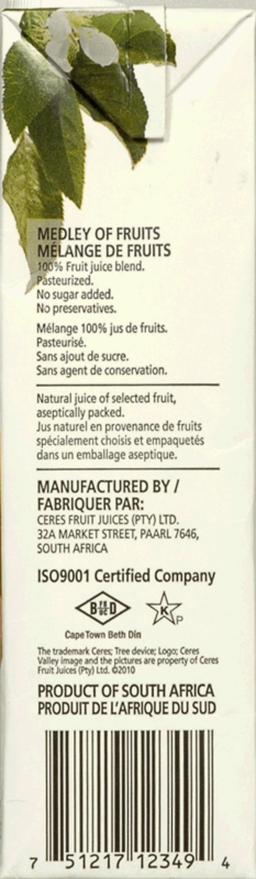 MEDLEY OF FRUITS
MÉLANGE DE FRUITS
100% Fruit juice blend.
Pasteurized.
No sugar added.
No preservatives.
Mélange 100% jus de fruits.
Pasteurisé.
Sans ajout de sucre.
Sans agent de conservation.
Natural juice of selected fruit,
aseptically packed.
Jus naturel en provenance de fruits
spécialement choisis et empaquetés
dans un emballage aseptique.
MANUFACTURED BY /
FABRIQUER PAR:
CERES FRUIT JUICES (PTY) LTD.
32A MARKET STREET, PAARL 7646,
SOUTH AFRICA
ISO9001 Certified Company
B D K P
Cape Town Beth Din
The trademark Ceres; Tree device; Logo; Ceres
Valley image and the pictures are property of Ceres
Fruit Juices (Pty) Ltd. ©2010
PRODUCT OF SOUTH AFRICA
PRODUIT DE L'AFRIQUE DU SUD
7 51217 12349 4